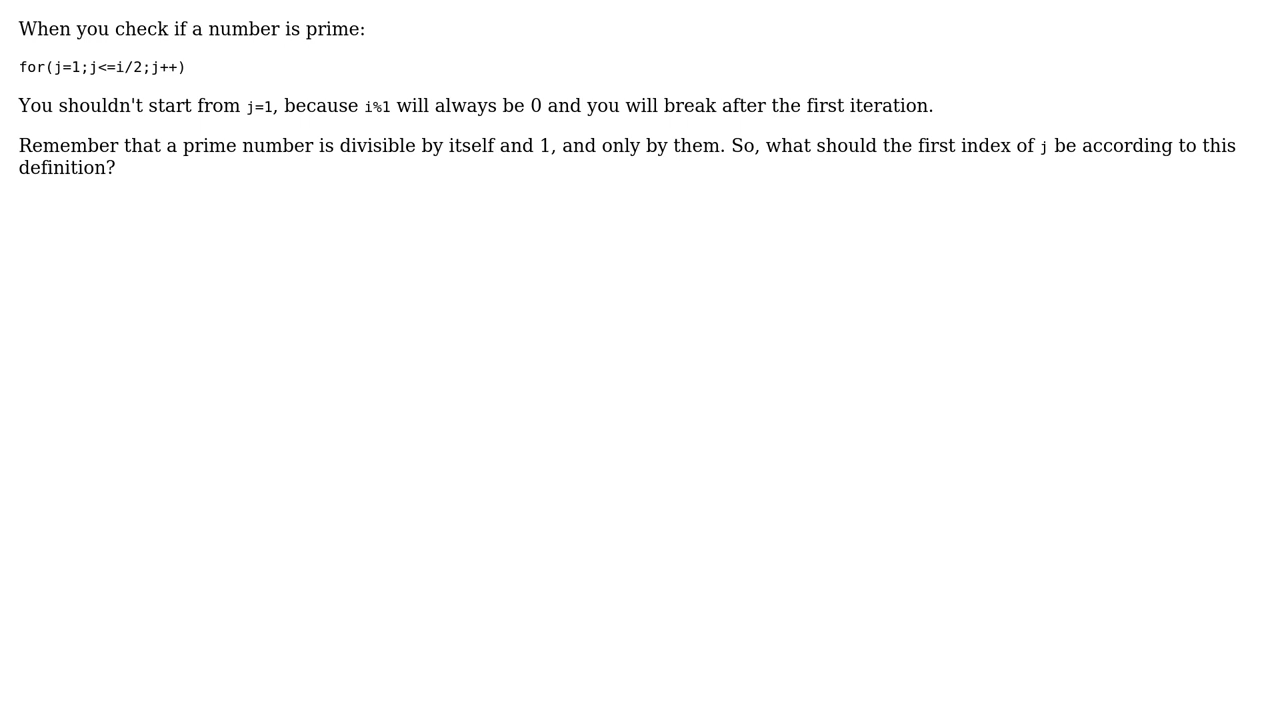 When you check if a number is prime:
for(j=1;j<=i/2;j++)
You shouldn't start from j=1, because i%1 will always be 0 and you will break after the first iteration.
Remember that a prime number is divisible by itself and 1, and only by them. So, what should the first index of j be according to this
definition?